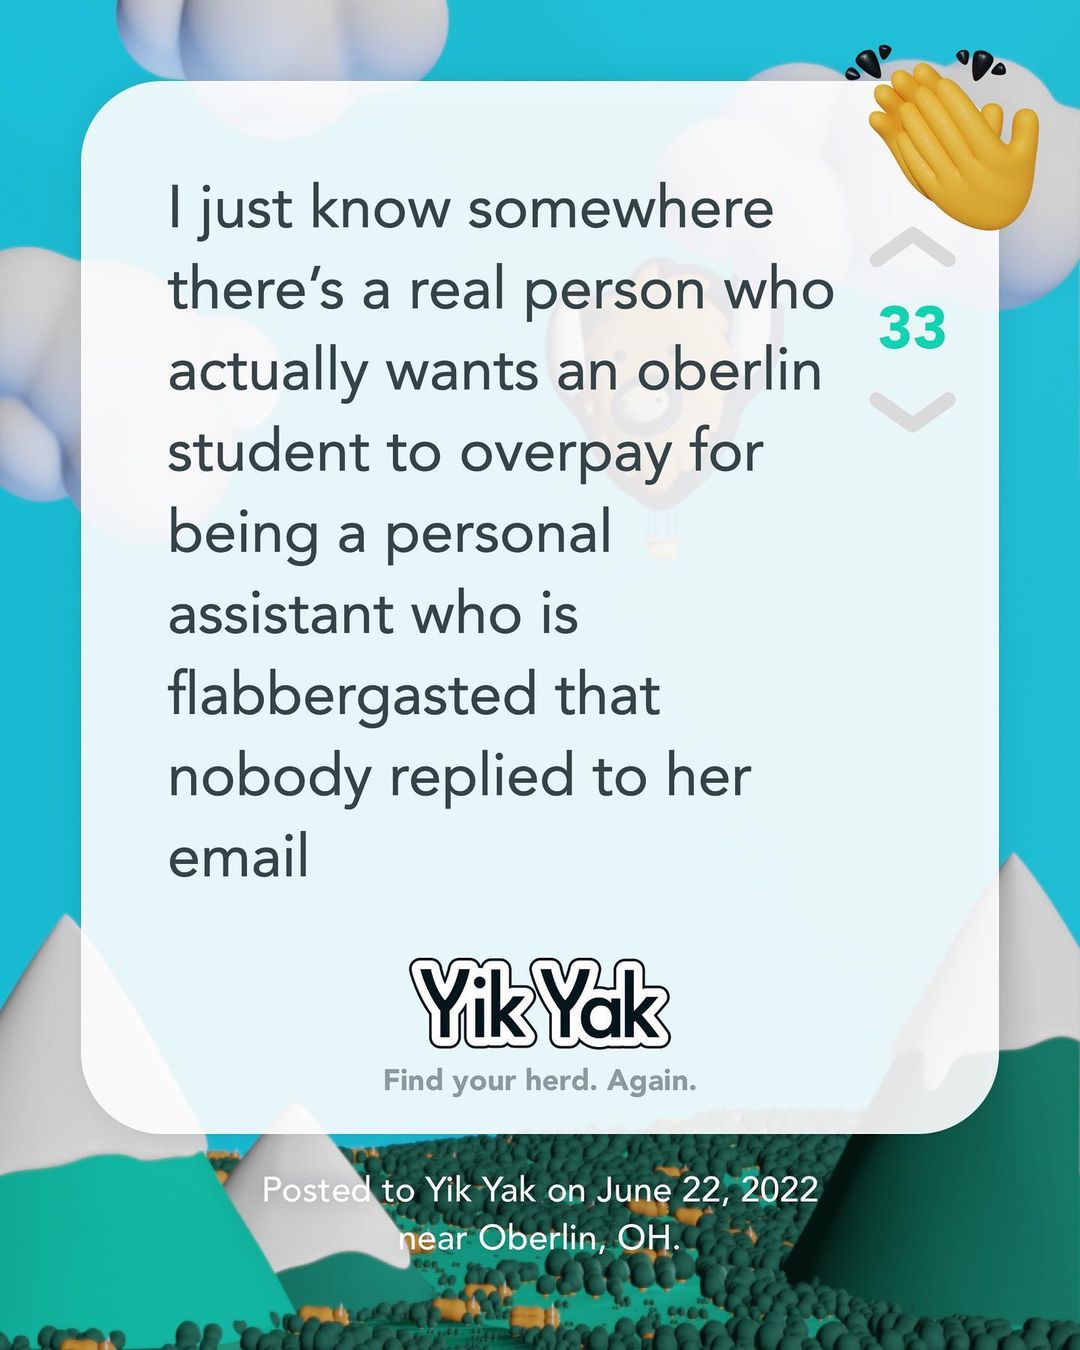 I just know somewhere
there’s a real person who
actually wants an oberlin
student to overpay for
being a personal
assistant who is
flabbergasted that
nobody replied to her
email
33
Yik Yak
Find your herd. Again.
Posted to Yik Yak on June 22, 2022
near Oberlin, OH.